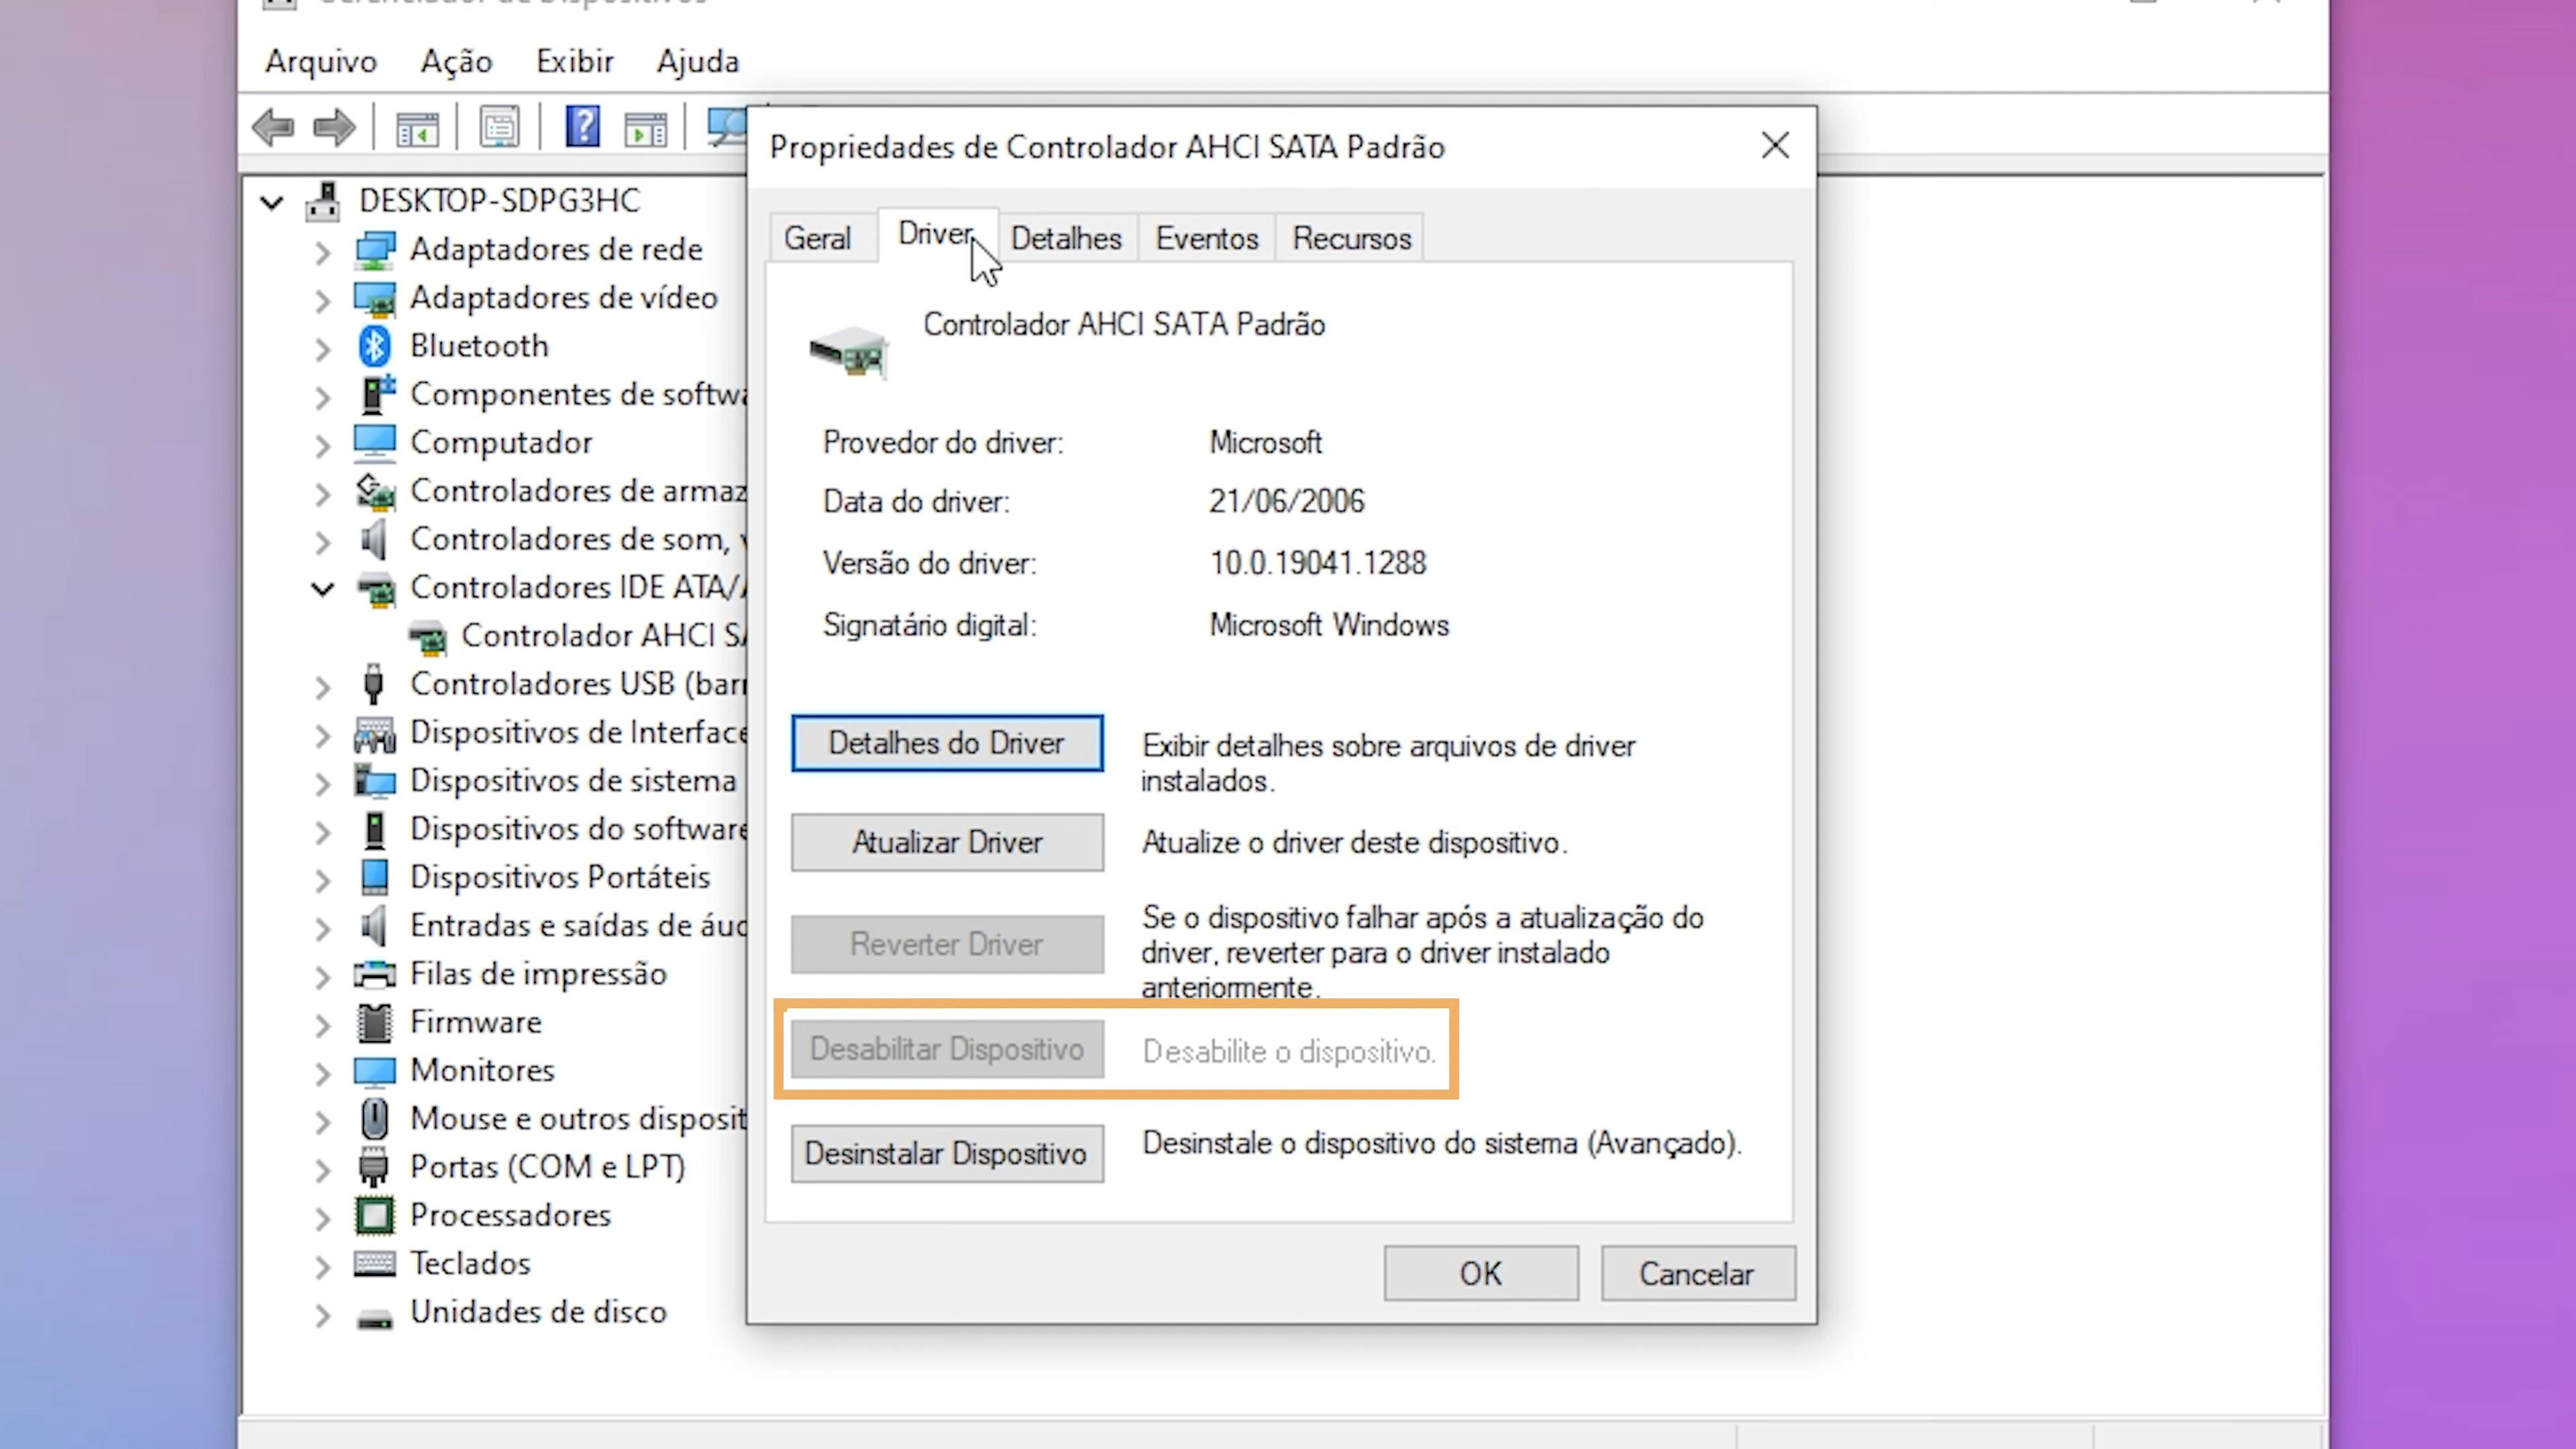 Gerenciador de Dispositivos
Arquivo Ação Exibir Ajuda
Propriedades de Controlador AHCI SATA Padrão
Geral Driver Detalhes Eventos Recursos
DESKTOP-SDPG3HC
Adaptadores de rede
Adaptadores de vídeo
Bluetooth
Componentes de softwa
Computador
Controladores de armaz
Controladores de som, v
Controladores IDE ATA/A
Controlador AHCI SA
Controladores USB (barr
Dispositivos de Interface
Dispositivos de sistema
Dispositivos do software
Dispositivos Portáteis
Entradas e saídas de áud
Filas de impressão
Firmware
Monitores
Mouse e outros disposit
Portas (COM e LPT)
Processadores
Teclados
Unidades de disco
Controlador AHCI SATA Padrão
Provedor do driver: Microsoft
Data do driver: 21/06/2006
Versão do driver: 10.0.19041.1288
Signatário digital: Microsoft Windows
Detalhes do Driver
Exibir detalhes sobre arquivos de driver
instalados.
Atualizar Driver
Atualize o driver deste dispositivo.
Reverter Driver
Se o dispositivo falhar após a atualização do
driver, reverter para o driver instalado
anteriormente.
Desabilitar Dispositivo
Desabilite o dispositivo.
Desinstalar Dispositivo
Desinstale o dispositivo do sistema (Avançado).
OK Cancelar